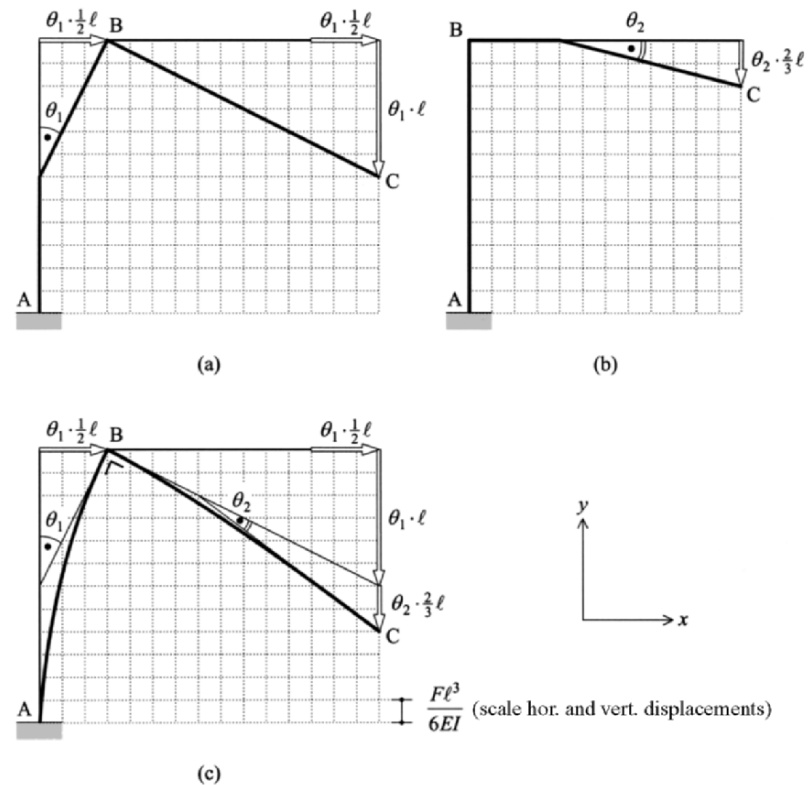 θ₁·½ℓ B θ₁·½ℓ
θ₁
θ₁·ℓ
C
A
(a)
B θ₂
θ₂·⅔ℓ
C
A
(b)
θ₁·½ℓ B θ₁·½ℓ
θ₁ θ₂
θ₁·ℓ
θ₂·⅔ℓ
C
A
Fℓ³/6EI (scale hor. and vert. displacements)
(c)
y
x